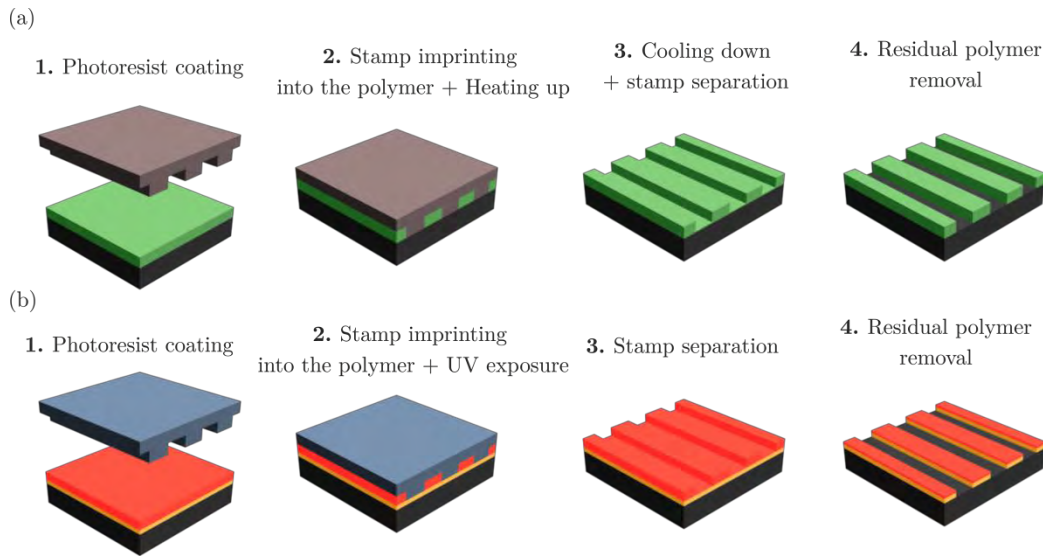 (a)
1. Photoresist coating
2. Stamp imprinting
into the polymer + Heating up
3. Cooling down
+ stamp separation
4. Residual polymer
removal
(b)
1. Photoresist coating
2. Stamp imprinting
into the polymer + UV exposure
3. Stamp separation
4. Residual polymer
removal